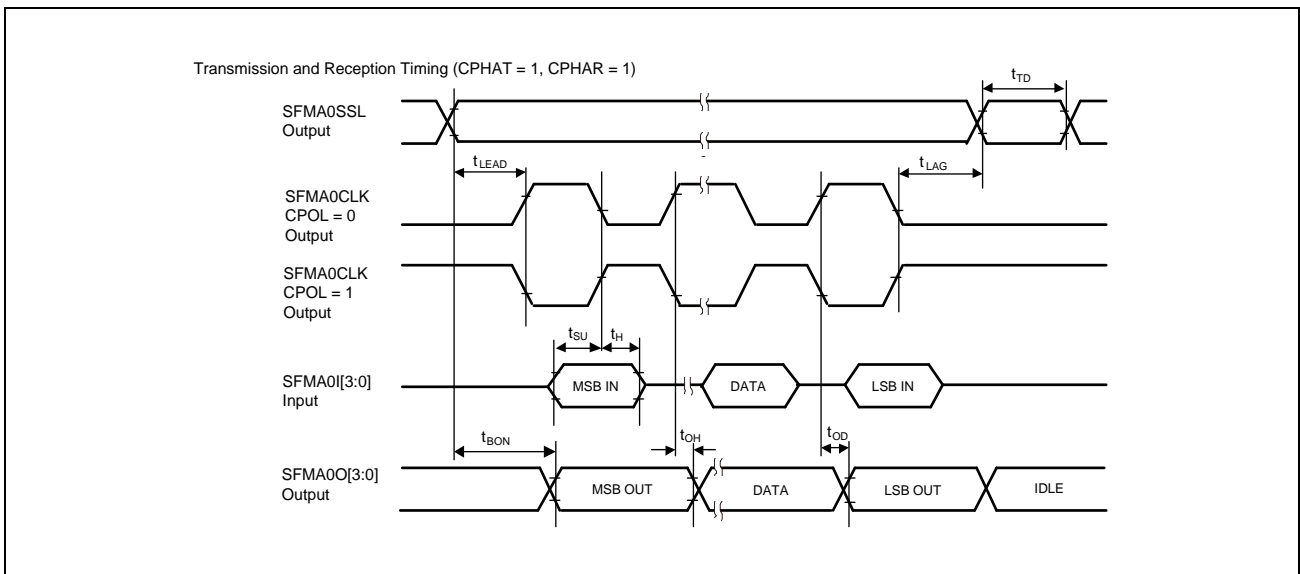 Transmission and Reception Timing (CPHAT = 1, CPHAR = 1)
tTD
SFMA0SSL
Output
tLEAD
tLAG
SFMA0CLK
CPOL = 0
Output
SFMA0CLK
CPOL = 1
Output
tSU
tH
SFMA0I[3:0]
Input
MSB IN
DATA
LSB IN
tBON
tOH
tOD
SFMA0O[3:0]
Output
MSB OUT
DATA
LSB OUT
IDLE